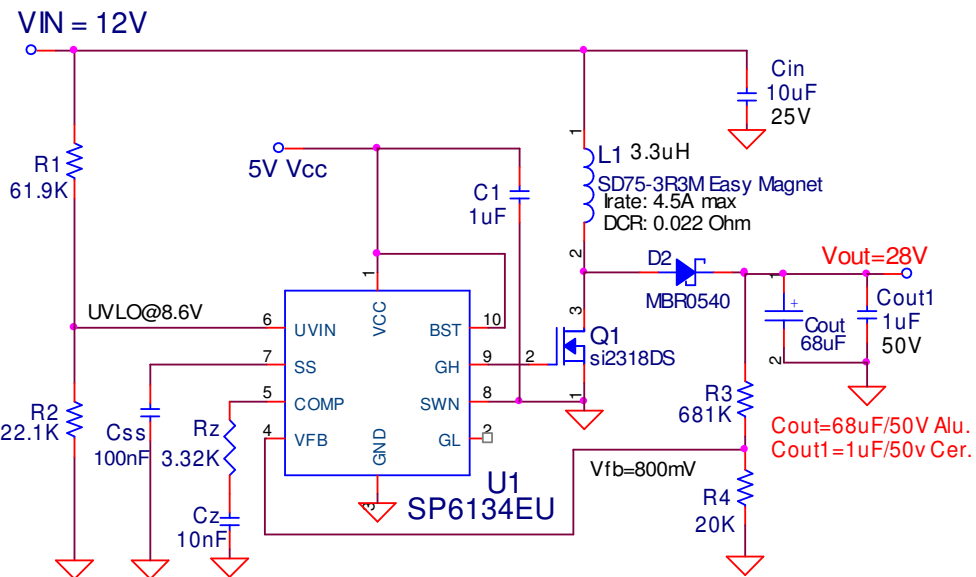 VIN = 12V
Cin
10uF
25V
R1
61.9K
5V Vcc
C1
1uF
1
L1 3.3uH
SD75-3R3M Easy Magnet
Irate: 4.5A max
DCR: 0.022 Ohm
2
D2
MBR0540
Vout=28V
1
+
Cout
68uF
2
Cout1
1uF
50V
UVLO@8.6V
1
VCC
6
UVIN
BST
10
7
SS
GH
9
2
3
Q1
si2318DS
1
5
COMP
SWN
8
4
VFB
GL
2
GND
3
U1
SP6134EU
R2
22.1K
Css
100nF
Rz
3.32K
Cz
10nF
R3
681K
Vfb=800mV
R4
20K
Cout=68uF/50V Alu.
Cout1=1uF/50v Cer.